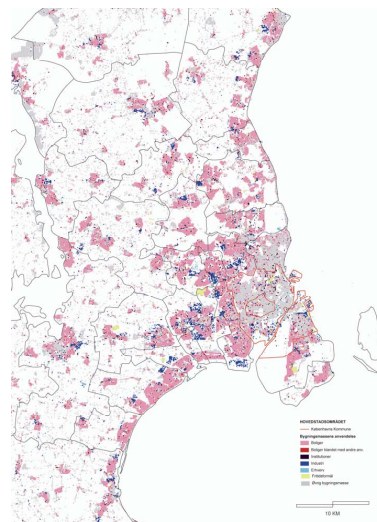 HOVEDSTADSOMRÅDET
Københavns Kommune
Bygningsmassens anvendelse
Boliger
Boliger blandet med andre anv.
Institutioner
Industri
Erhverv
Fritidsformål
Øvrig bygningsmasse
10 KM